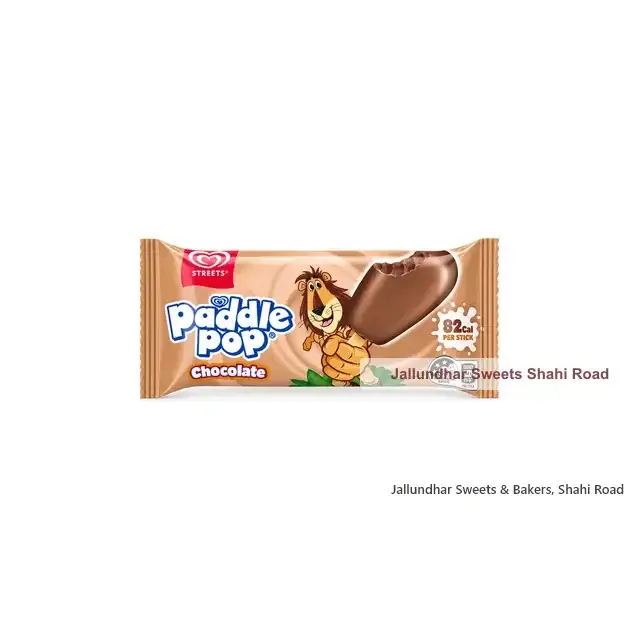 STREETS®
paddle
pop®
Chocolate
82Cal
PER STICK
Jallundhar Sweets Shahi Road
Jallundhar Sweets & Bakers, Shahi Road